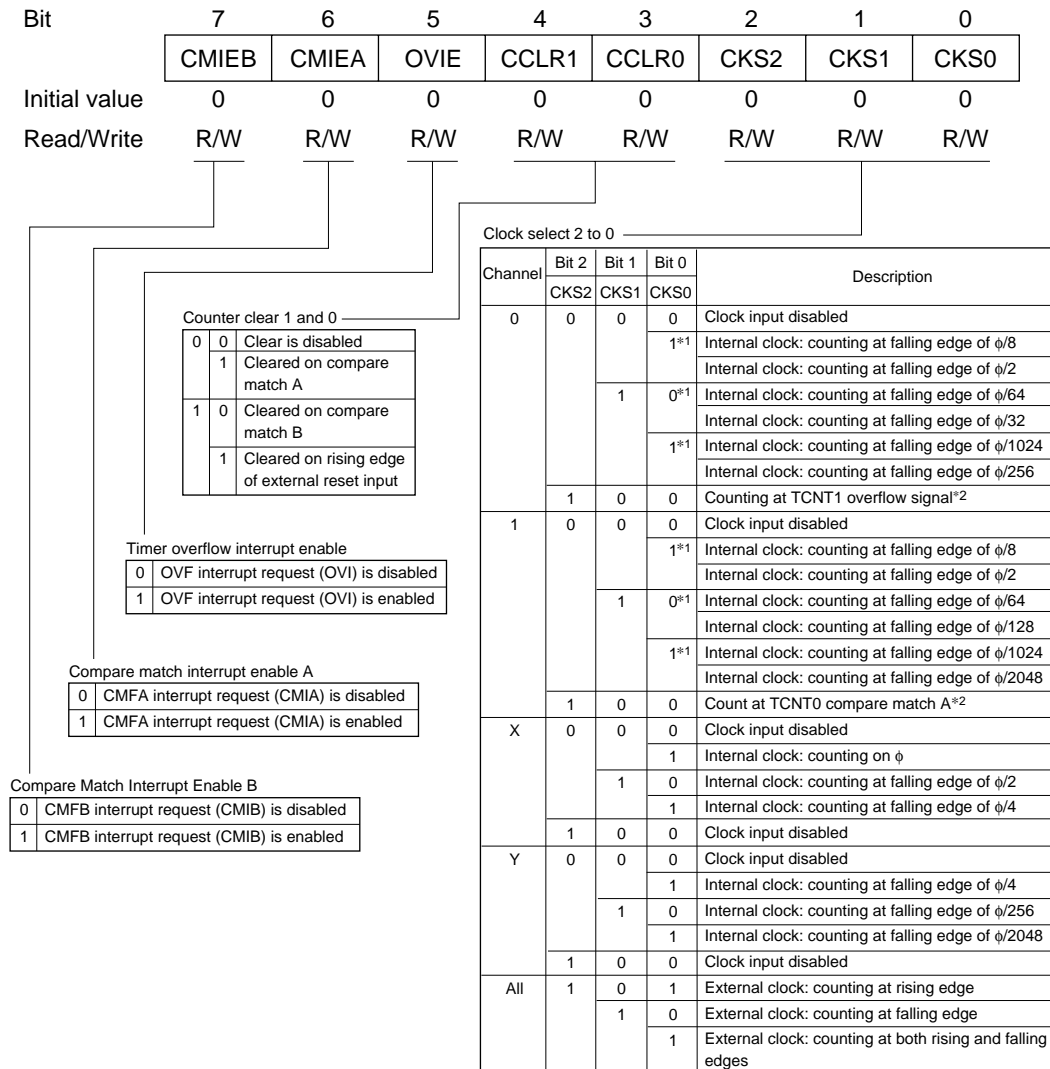 Bit 7 6 5 4 3 2 1 0
CMIEB CMIEA OVIE CCLR1 CCLR0 CKS2 CKS1 CKS0
Initial value 0 0 0 0 0 0 0 0
Read/Write R/W R/W R/W R/W R/W R/W R/W R/W
Counter clear 1 and 0
0 0 Clear is disabled
1 Cleared on compare
match A
1 0 Cleared on compare
match B
1 Cleared on rising edge
of external reset input
Timer overflow interrupt enable
0 OVF interrupt request (OVI) is disabled
1 OVF interrupt request (OVI) is enabled
Compare match interrupt enable A
0 CMFA interrupt request (CMIA) is disabled
1 CMFA interrupt request (CMIA) is enabled
Compare Match Interrupt Enable B
0 CMFB interrupt request (CMIB) is disabled
1 CMFB interrupt request (CMIB) is enabled
Clock select 2 to 0
Channel Bit 2 Bit 1 Bit 0 Description
CKS2 CKS1 CKS0
0 0 0 0 Clock input disabled
1*1 Internal clock: counting at falling edge of ϕ/8
Internal clock: counting at falling edge of ϕ/2
1 0*1 Internal clock: counting at falling edge of ϕ/64
Internal clock: counting at falling edge of ϕ/32
1*1 Internal clock: counting at falling edge of ϕ/1024
Internal clock: counting at falling edge of ϕ/256
1 0 0 Counting at TCNT1 overflow signal*2
1 0 0 0 Clock input disabled
1*1 Internal clock: counting at falling edge of ϕ/8
Internal clock: counting at falling edge of ϕ/2
1 0*1 Internal clock: counting at falling edge of ϕ/64
Internal clock: counting at falling edge of ϕ/128
1*1 Internal clock: counting at falling edge of ϕ/1024
Internal clock: counting at falling edge of ϕ/2048
1 0 0 Count at TCNT0 compare match A*2
X 0 0 0 Clock input disabled
1 Internal clock: counting on ϕ
1 0 Internal clock: counting at falling edge of ϕ/2
1 Internal clock: counting at falling edge of ϕ/4
1 0 0 Clock input disabled
Y 0 0 0 Clock input disabled
1 Internal clock: counting at falling edge of ϕ/4
1 0 Internal clock: counting at falling edge of ϕ/256
1 Internal clock: counting at falling edge of ϕ/2048
1 0 0 Clock input disabled
All 1 0 1 External clock: counting at rising edge
1 0 External clock: counting at falling edge
1 External clock: counting at both rising and falling
edges